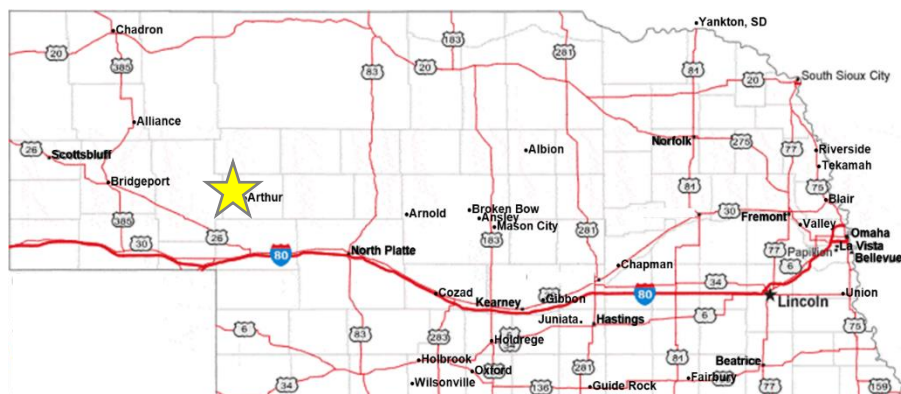 Yankton, SD
Chadron
183
281
81
20
385
83
20
20
South Sioux City
Alliance
Norfolk
275
77
26
Scottsbluff
Albion
Riverside
Tekamah
Bridgeport
81
75
Arthur
Blair
Arnold
Broken Bow
30
Fremont
385
Ansley
Mason City
281
Valley
26
183
Omaha
30
North Platte
77
Papillion
La Vista
80
Bellevue
Chapman
6
34
Cozad
80
Kearney
Gibbon
Lincoln
Union
Juniata
Hastings
6
6
83
283
6
75
Holdrege
34
81
Holbrook
281
Beatrice
Oxford
34
Wilsonville
136
Guide Rock
Fairbury
77
159